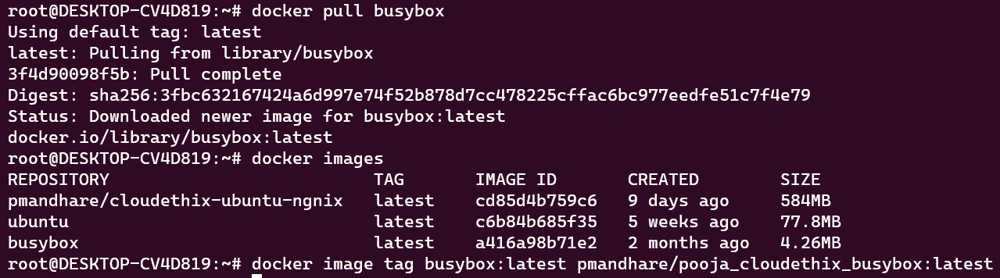 root@DESKTOP-CV4D819:~# docker pull busybox
Using default tag: latest
latest: Pulling from library/busybox
3f4d90098f5b: Pull complete
Digest: sha256:3fbc632167424a6d997e74f52b878d7cc478225cffac6bc977eedfe51c7f4e79
Status: Downloaded newer image for busybox:latest
docker.io/library/busybox:latest
root@DESKTOP-CV4D819:~# docker images
REPOSITORY                          TAG       IMAGE ID       CREATED        SIZE
pmandhare/cloudethix-ubuntu-ngnix   latest    cd85d4b759c6   9 days ago     584MB
ubuntu                              latest    c6b84b685f35   5 weeks ago    77.8MB
busybox                             latest    a416a98b71e2   2 months ago   4.26MB
root@DESKTOP-CV4D819:~# docker image tag busybox:latest pmandhare/pooja_cloudethix_busybox:latest